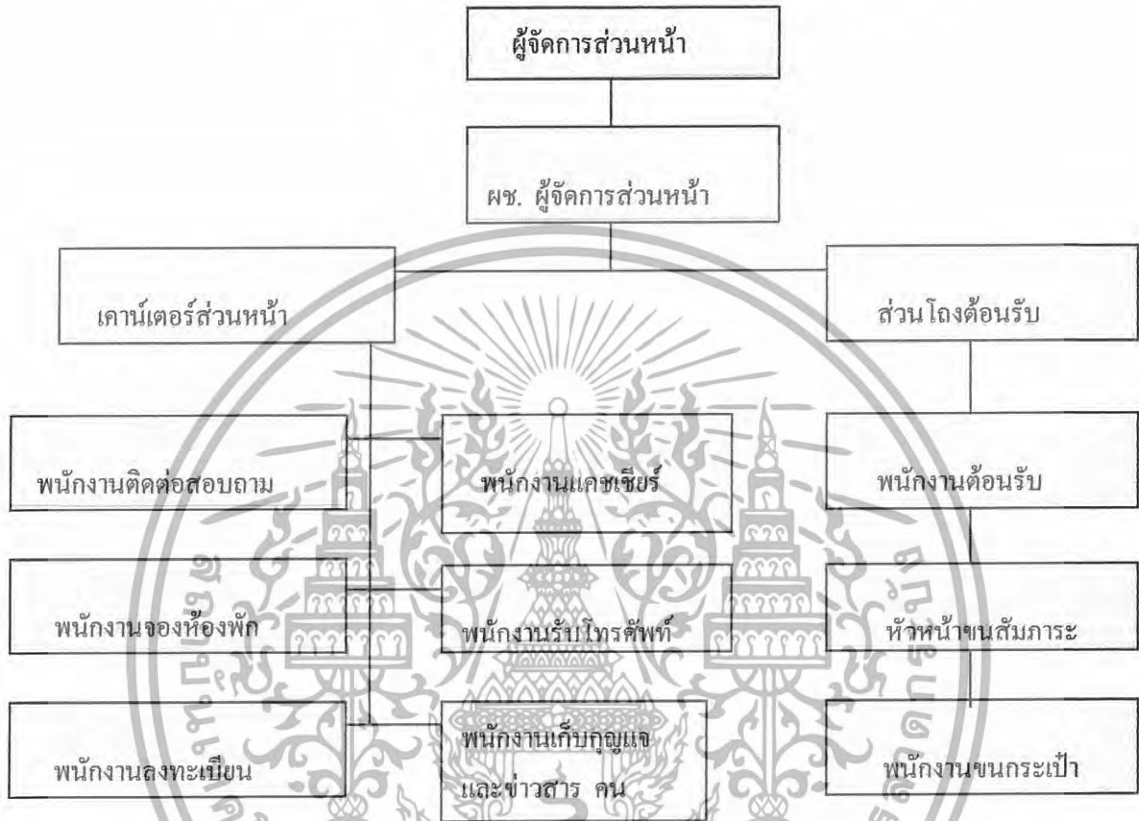 ผู้จัดการส่วนหน้า
ผช. ผู้จัดการส่วนหน้า
เคาน์เตอร์ส่วนหน้า
ส่วนโถงต้อนรับ
พนักงานติดต่อสอบถาม
พนักงานแคชเชียร์
พนักงานต้อนรับ
พนักงานจองห้องพัก
พนักงานรับโทรศัพท์
หัวหน้าขนสัมภาระ
พนักงานลงทะเบียน
พนักงานเก็บกุญแจ
และข่าวสาร คน
พนักงานขนกระเป๋า